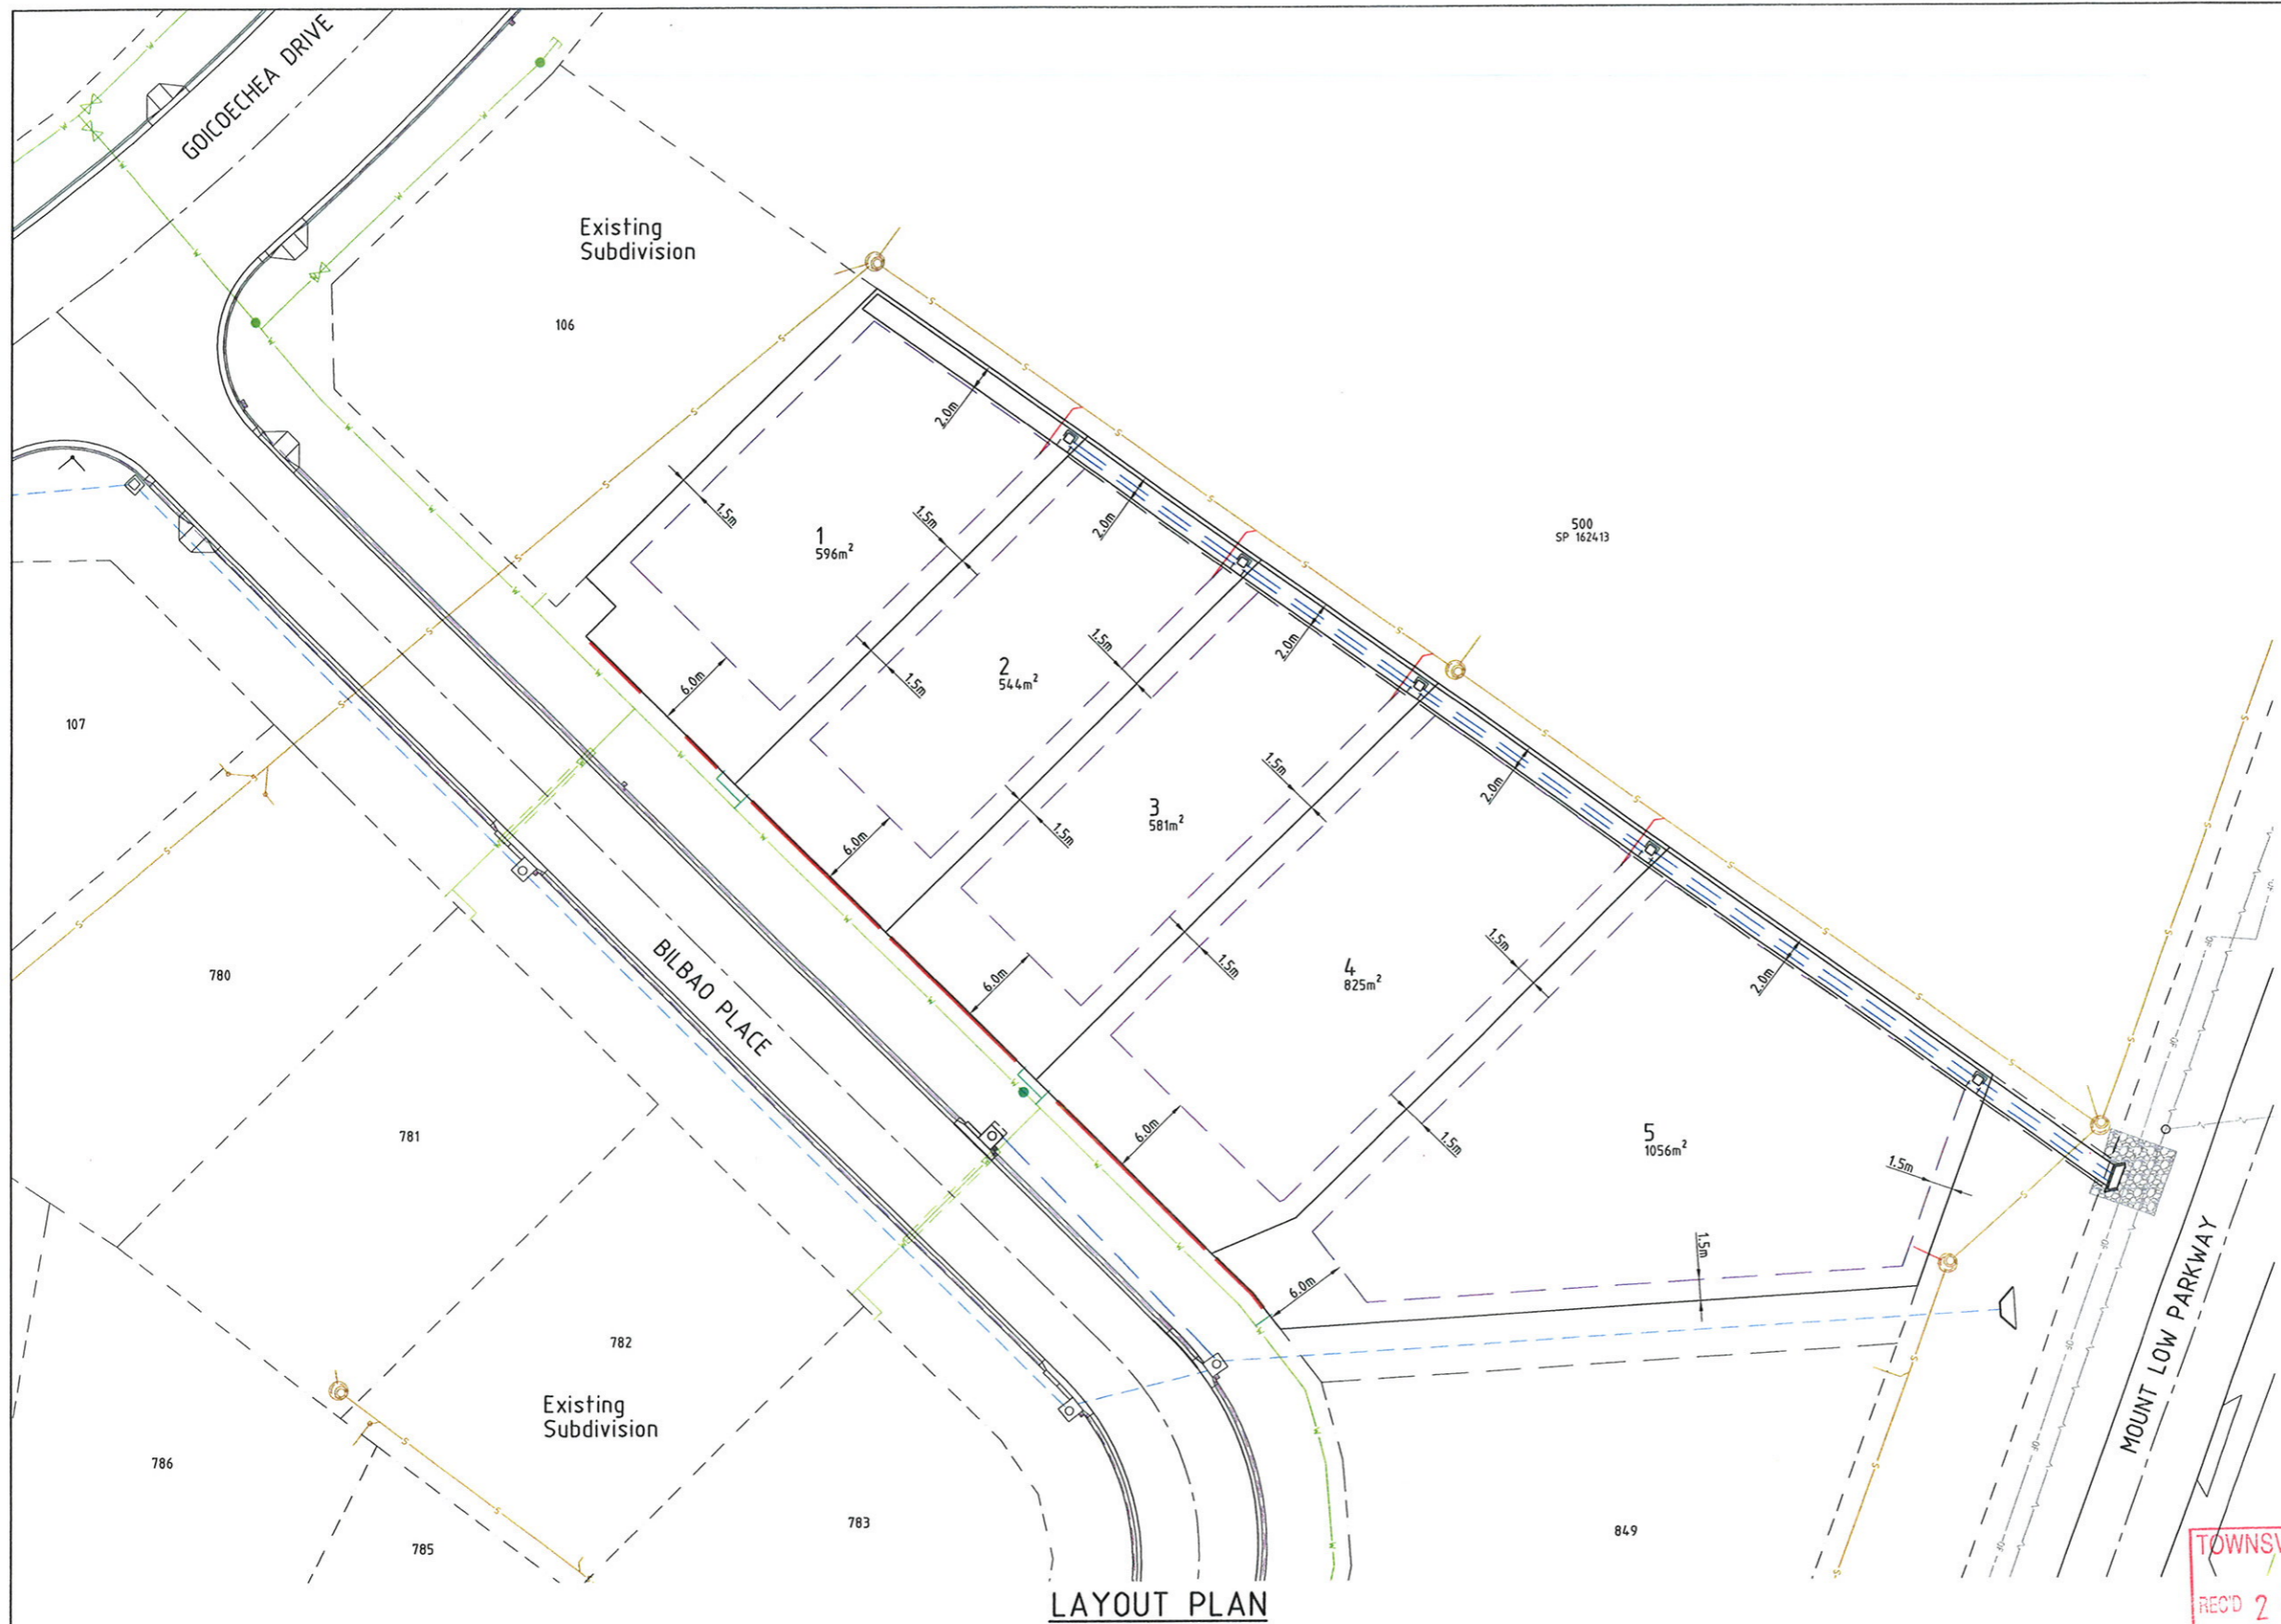 GOICOECHEA DRIVE
Existing
Subdivision
106
2.0m
1.5m
1.5m
1
596m²
2.0m
500
SP 162413
1.5m
2.0m
6.0m
2
544m²
1.5m
107
1.5m
2.0m
6.0m
3
581m²
1.5m
780
BILBAO PLACE
6.0m
1.5m
1.5m
4
825m²
2.0m
781
6.0m
1.5m
5
1056m²
1.5m
1.5m
6.0m
782
Existing
Subdivision
MOUNT LOW PARKWAY
786
783
785
849
LAYOUT PLAN
TOWNSV
REC'D 2